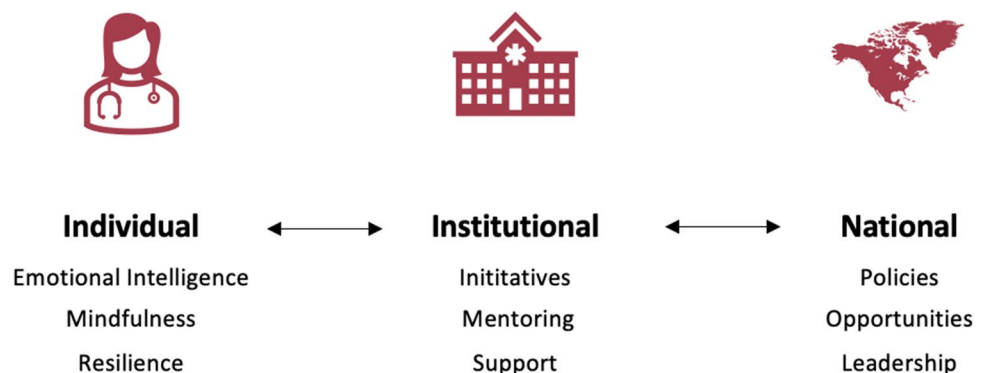 Individual
Institutional
National
Emotional Intelligence
Inititatives
Policies
Mindfulness
Mentoring
Opportunities
Resilience
Support
Leadership